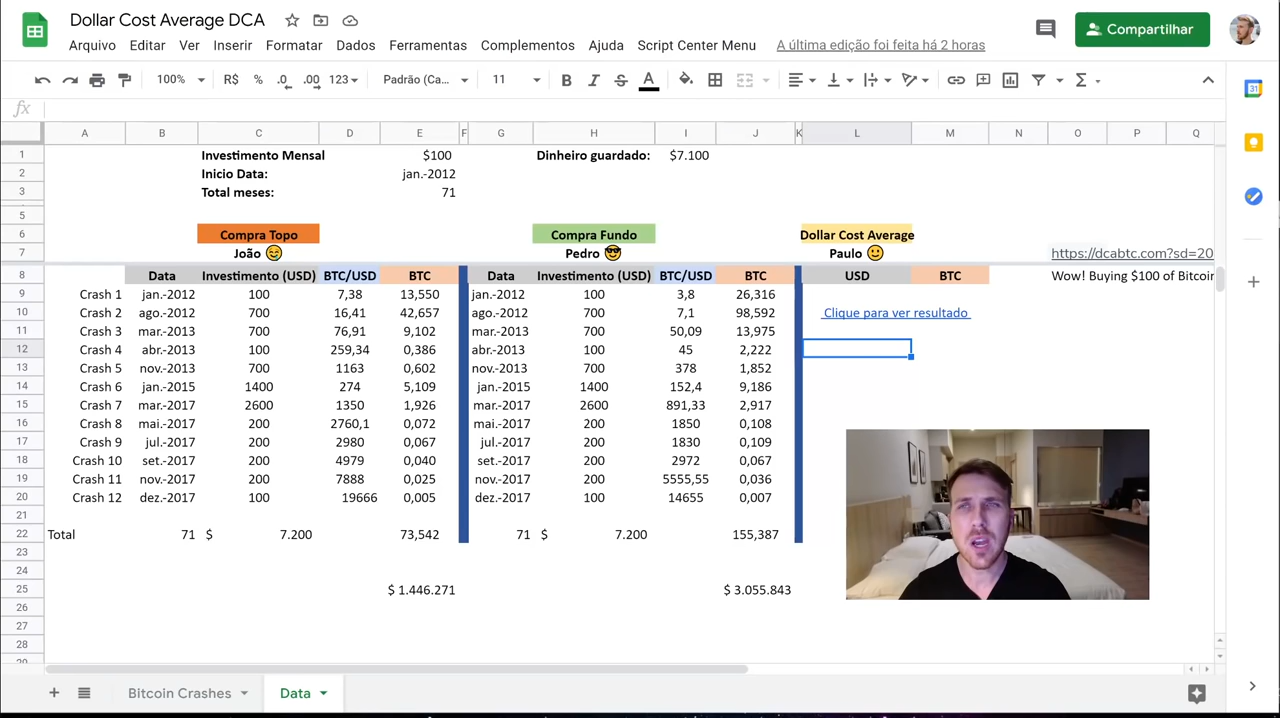 Dollar Cost Average DCA
Arquivo Editar Ver Inserir Formatar Dados Ferramentas Complementos Ajuda Script Center Menu A última edição foi feita há 2 horas
Compartilhar
100% R$ % .0 .00 123 Padrão (Ca... 11 B I S A
31
fx
A B C D E F G H I J K L M N O P Q
1 Investimento Mensal $100 Dinheiro guardado: $7.100
2 Inicio Data: jan.-2012
3 Total meses: 71
5
6 Compra Topo Compra Fundo Dollar Cost Average
7 João Pedro Paulo https://dcabtc.com?sd=20
8 Data Investimento (USD) BTC/USD BTC Data Investimento (USD) BTC/USD BTC USD BTC Wow! Buying $100 of Bitcoin
9 Crash 1 jan.-2012 100 7,38 13,550 jan.-2012 100 3,8 26,316
10 Crash 2 ago.-2012 700 16,41 42,657 ago.-2012 700 7,1 98,592 Clique para ver resultado
11 Crash 3 mar.-2013 700 76,91 9,102 mar.-2013 700 50,09 13,975
12 Crash 4 abr.-2013 100 259,34 0,386 abr.-2013 100 45 2,222
13 Crash 5 nov.-2013 700 1163 0,602 nov.-2013 700 378 1,852
14 Crash 6 jan.-2015 1400 274 5,109 jan.-2015 1400 152,4 9,186
15 Crash 7 mar.-2017 2600 1350 1,926 mar.-2017 2600 891,33 2,917
16 Crash 8 mai.-2017 200 2760,1 0,072 mai.-2017 200 1850 0,108
17 Crash 9 jul.-2017 200 2980 0,067 jul.-2017 200 1830 0,109
18 Crash 10 set.-2017 200 4979 0,040 set.-2017 200 2972 0,067
19 Crash 11 nov.-2017 200 7888 0,025 nov.-2017 200 5555,55 0,036
20 Crash 12 dez.-2017 100 19666 0,005 dez.-2017 100 14655 0,007
21
22 Total 71 $ 7.200 73,542 71 $ 7.200 155,387
23
24
25 $ 1.446.271 $ 3.055.843
26
27
28
29
Bitcoin Crashes Data